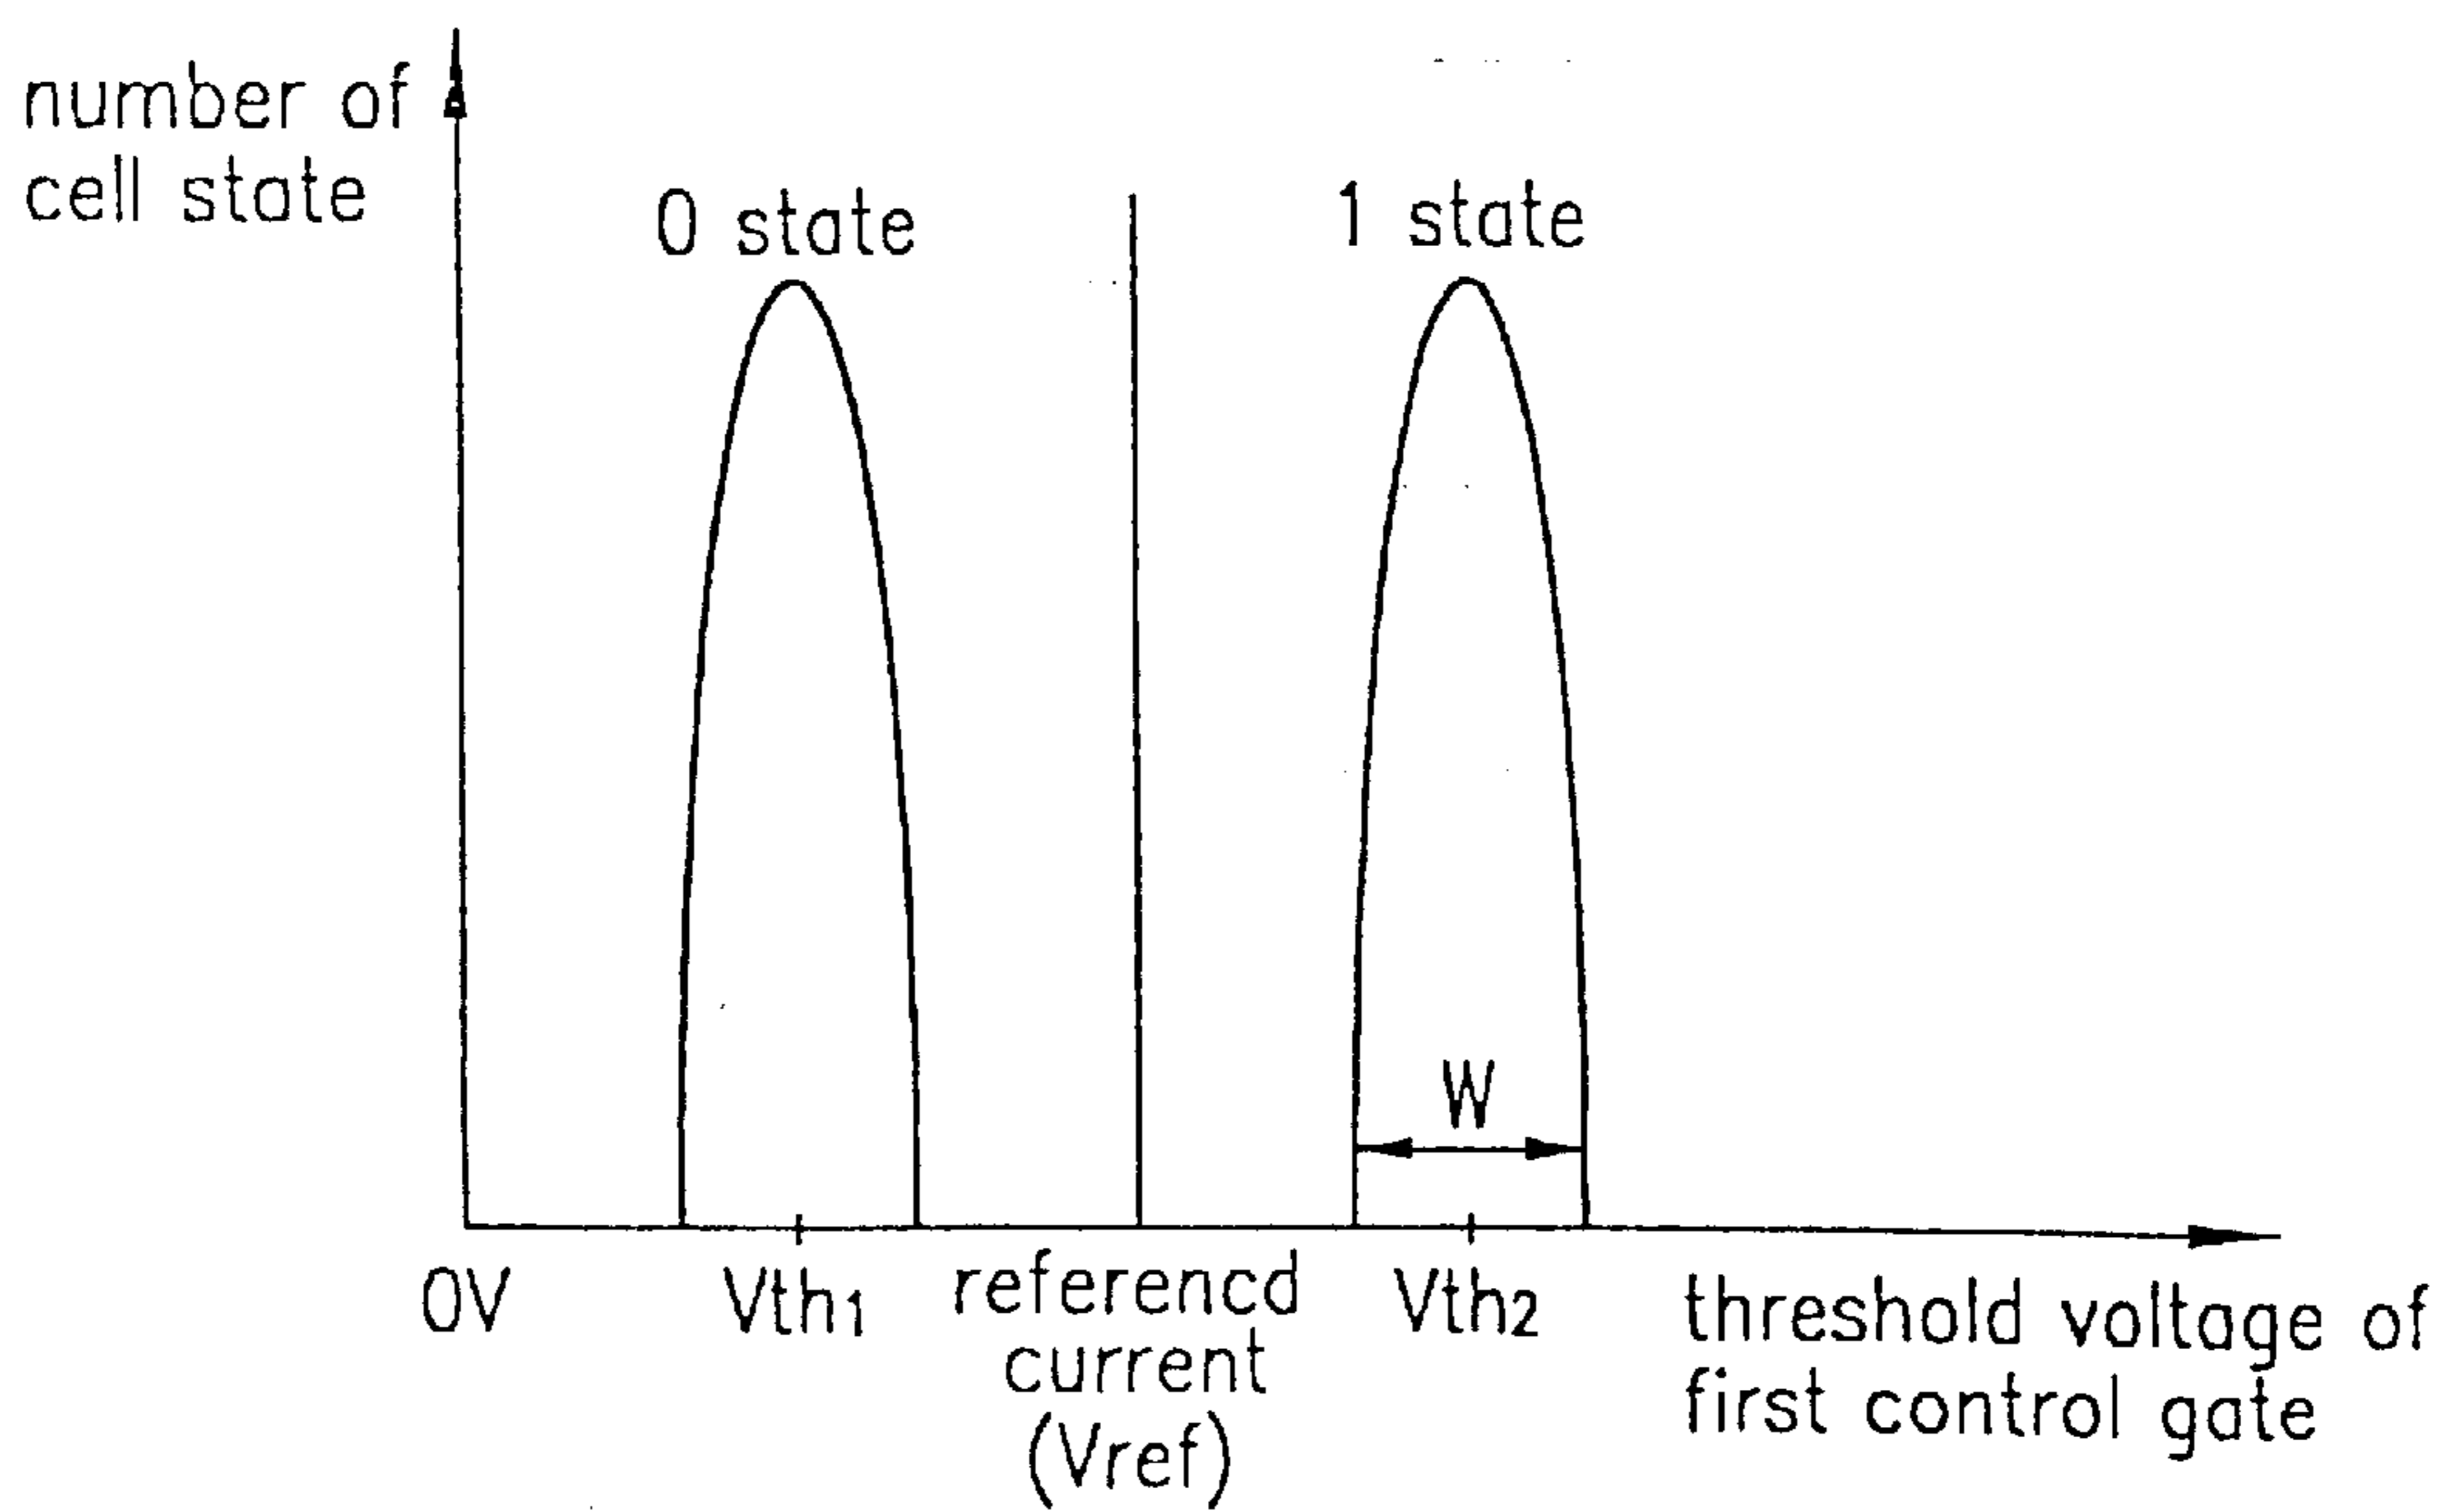 number of
cell state
0 state
1 state
W
0V
Vth1
referencd
current
(Vref)
Vth2
threshold voltage of
first control gate